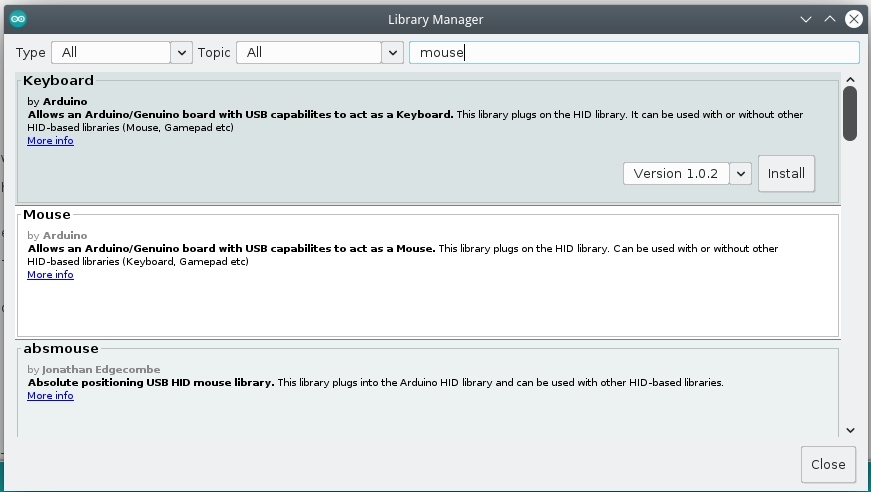 Library Manager
Type All Topic All mouse
Keyboard
by Arduino
Allows an Arduino/Genuino board with USB capabilites to act as a Keyboard. This library plugs on the HID library. It can be used with or without other
HID-based libraries (Mouse, Gamepad etc)
More info
Version 1.0.2 Install
Mouse
by Arduino
Allows an Arduino/Genuino board with USB capabilites to act as a Mouse. This library plugs on the HID library. Can be used with or without other
HID-based libraries (Keyboard, Gamepad etc)
More info
absmouse
by Jonathan Edgecombe
Absolute positioning USB HID mouse library. This library plugs into the Arduino HID library and can be used with other HID-based libraries.
More info
Close